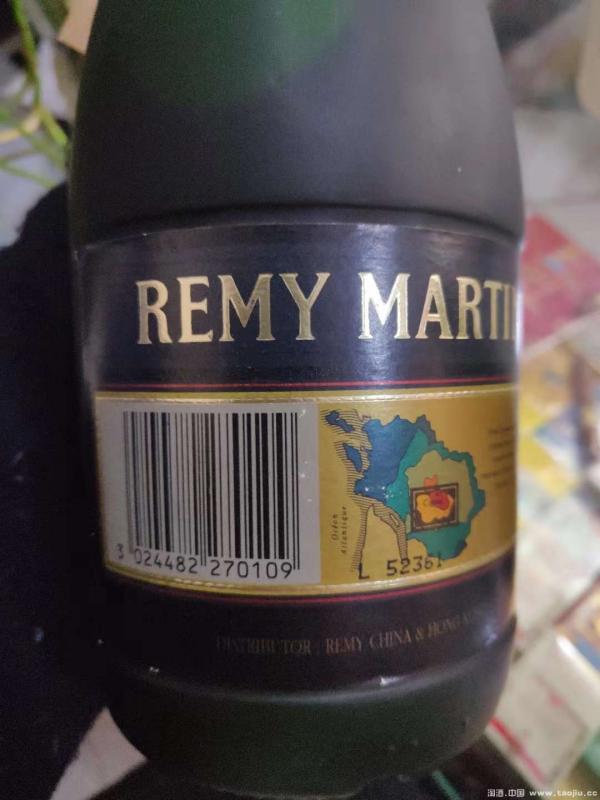 REMY MARTI
3 024482 270109
Océan
Atlantique
L 52361
DISTRIBUTOR : REMY CHINA & HONG
淘酒.中国 www.taojiu.cc